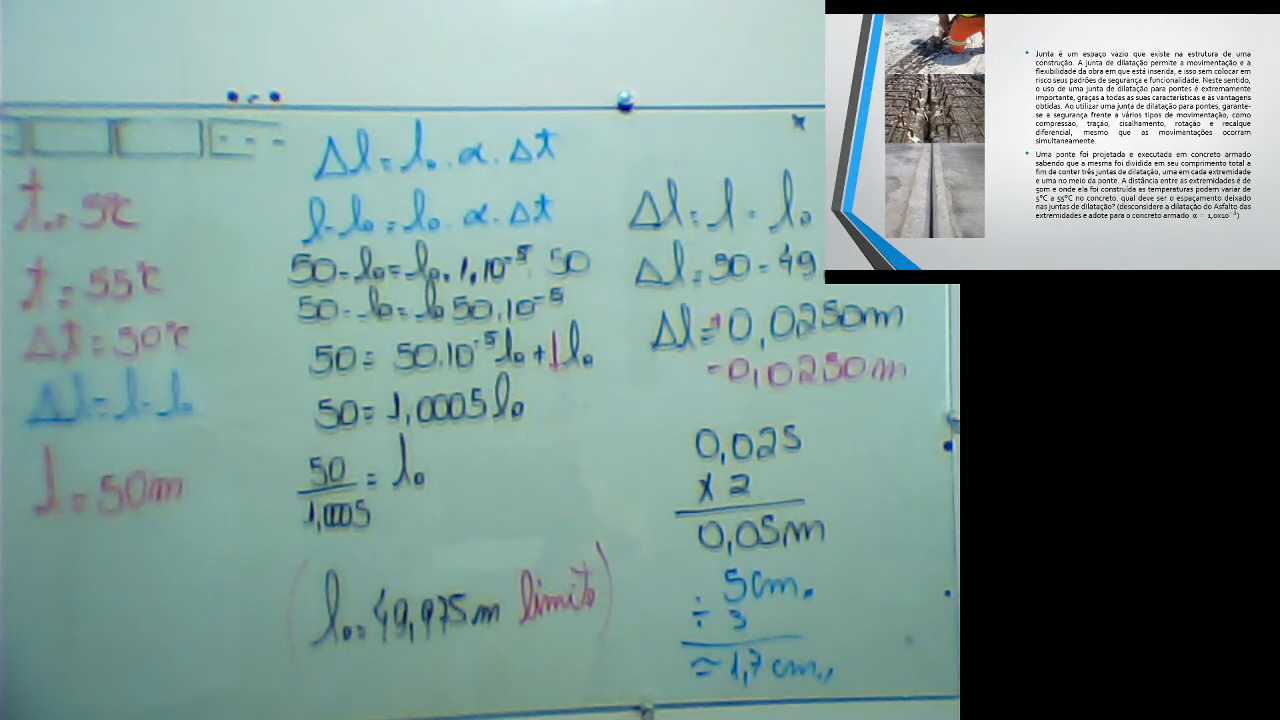 t₀ = 5°C
t = 55°C
Δt = 50°C
Δl = l - l₀
l = 50m
Δl = l₀ . α . Δt
l - l₀ = l₀ . α . Δt
50 - l₀ = l₀ . 1,10⁻⁵ 50
50 - l₀ = l₀ 50.10⁻⁵
50 = 50.10⁻⁵ l₀ + 1 l₀
50 = 1,0005 l₀
50 = l₀
1,0005
(l₀ = 49,975m limite)
Δl = l - l₀
Δl = 50 - 49
Δl = 0,0250m
= 0,0250m
0,025
x 2
0,05m
5cm.
÷ 3
≈ 1,7 cm.,
• Junta é um espaço vazio que existe na estrutura de uma
construção. A junta de dilatação permite a movimentação e a
flexibilidade da obra em que está inserida, e isso sem colocar em
risco seus padrões de segurança e funcionalidade. Neste sentido,
o uso de uma junta de dilatação para pontes é extremamente
importante, graças a todas as suas características e às vantagens
obtidas. Ao utilizar uma junta de dilatação para pontes, garante-
se a segurança frente a vários tipos de movimentação, como
compressão, tração, cisalhamento, rotação e recalque
diferencial, mesmo que as movimentações ocorram
simultaneamente.
• Uma ponte foi projetada e executada em concreto armado
sabendo que a mesma foi dividida em seu comprimento total a
fim de conter três juntas de dilatação, uma em cada extremidade
e uma no meio da ponte. A distância entre as extremidades é de
50m e onde ela foi construída as temperaturas podem variar de
5°C a 55°C no concreto. qual deve ser o espaçamento deixado
nas juntas de dilatação? (desconsidere a dilatação do Asfalto das
extremidades e adote para o concreto armado α = 1,0x10⁻⁵)